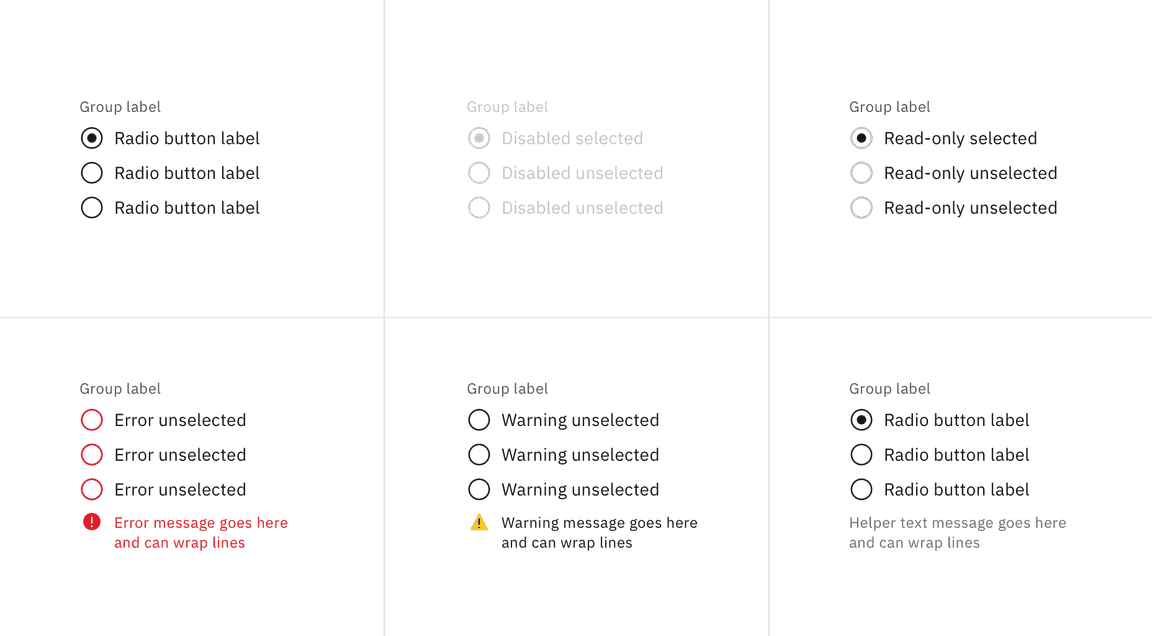 Group label
Radio button label
Radio button label
Radio button label
Group label
Disabled selected
Disabled unselected
Disabled unselected
Group label
Read-only selected
Read-only unselected
Read-only unselected
Group label
Error unselected
Error unselected
Error unselected
Error message goes here
and can wrap lines
Group label
Warning unselected
Warning unselected
Warning unselected
Warning message goes here
and can wrap lines
Group label
Radio button label
Radio button label
Radio button label
Helper text message goes here
and can wrap lines